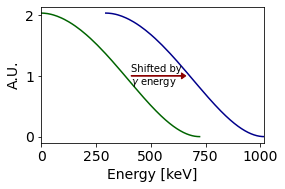 2
1
0
A.U.
Shifted by
γ energy
0
250
500
750
1000
Energy [keV]